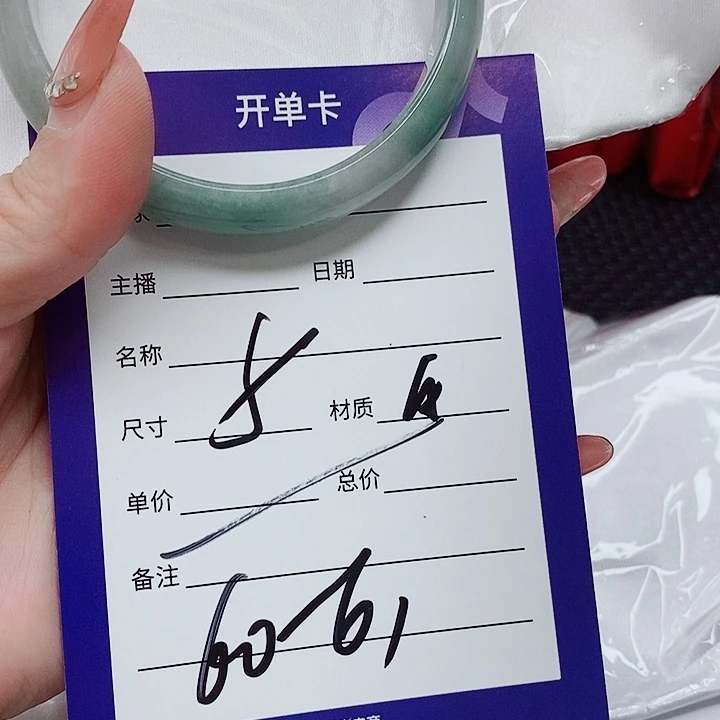 开单卡
主播 日期
名称
尺寸 材质
单价 总价
备注
60-61